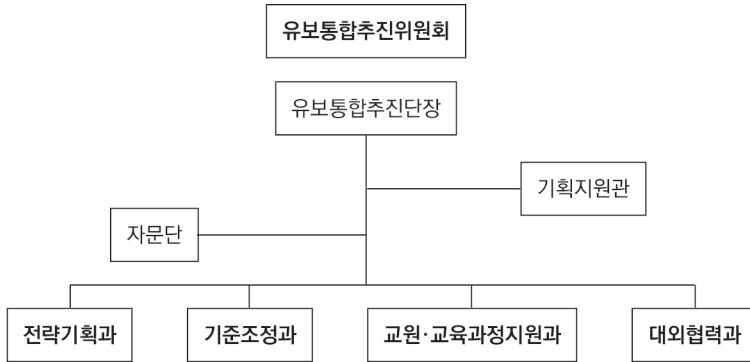 유보통합추진위원회
유보통합추진단장
기획지원관
자문단
전략기획과
기준조정과
교원·교육과정지원과
대외협력과